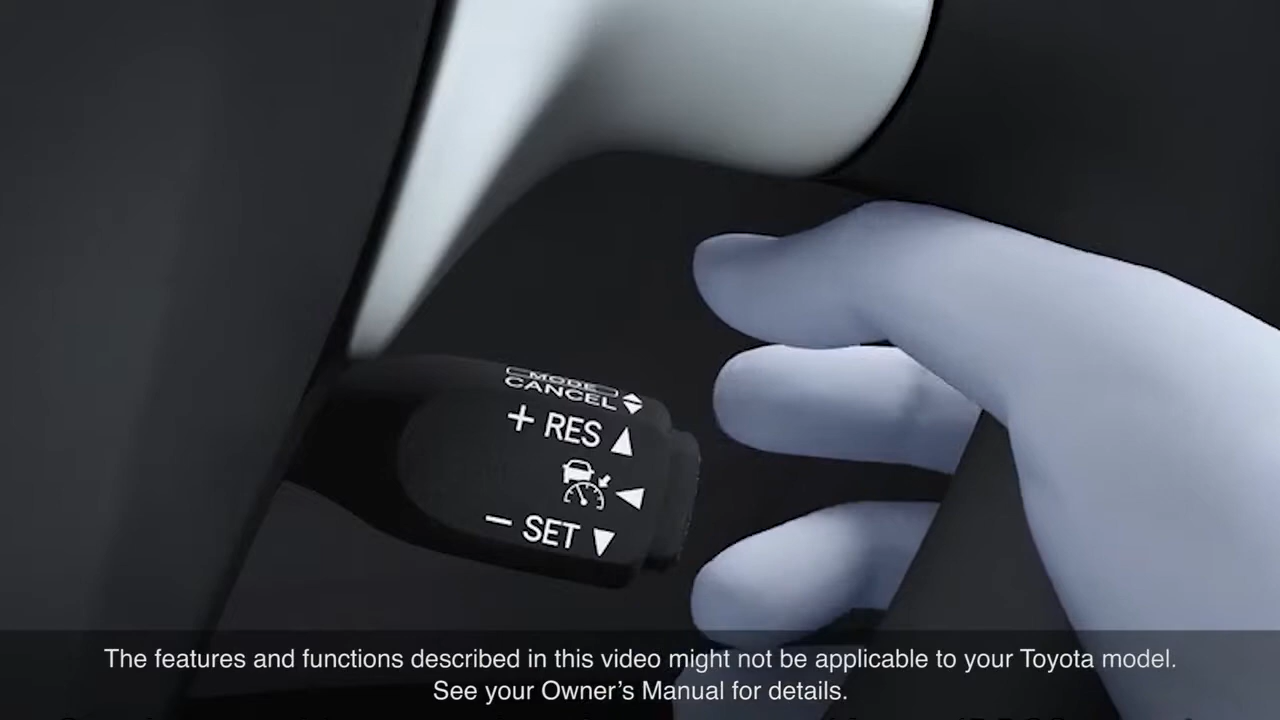 MODE
CANCEL
+ RES
– SET
The features and functions described in this video might not be applicable to your Toyota model.
See your Owner’s Manual for details.